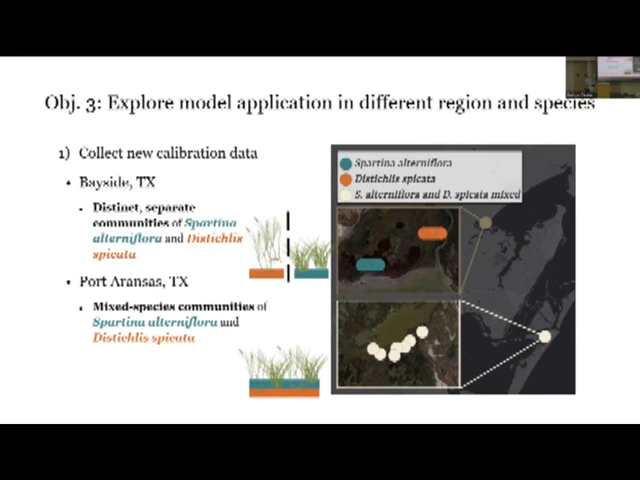 Obj. 3: Explore model application in different region and species
1) Collect new calibration data
• Bayside, TX
• Distinct, separate
communities of Spartina
alterniflora and Distichlis
spicata
• Port Aransas, TX
• Mixed-species communities of
Spartina alterniflora and
Distichlis spicata
Spartina alterniflora
Distichlis spicata
S. alterniflora and D. spicata mixed